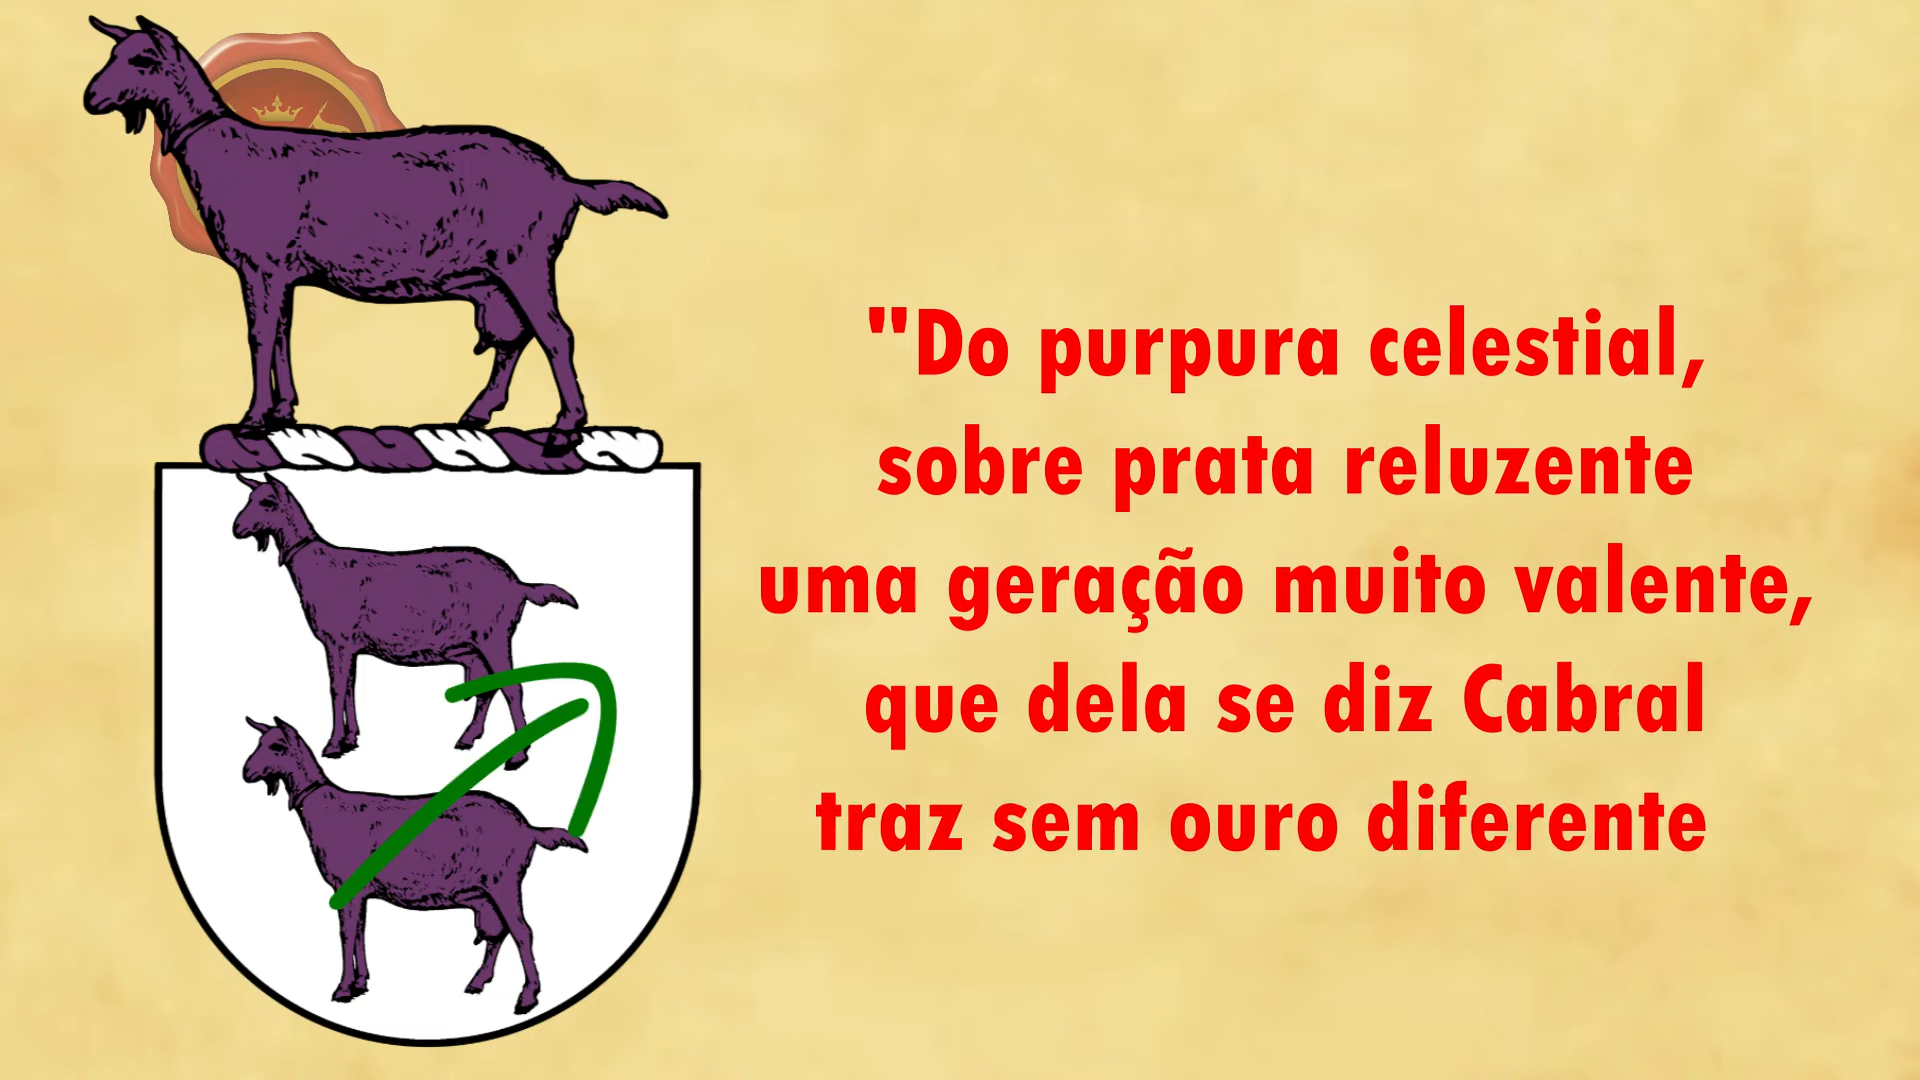 "Do purpura celestial,
sobre prata reluzente
uma geração muito valente,
que dela se diz Cabral
traz sem ouro diferente